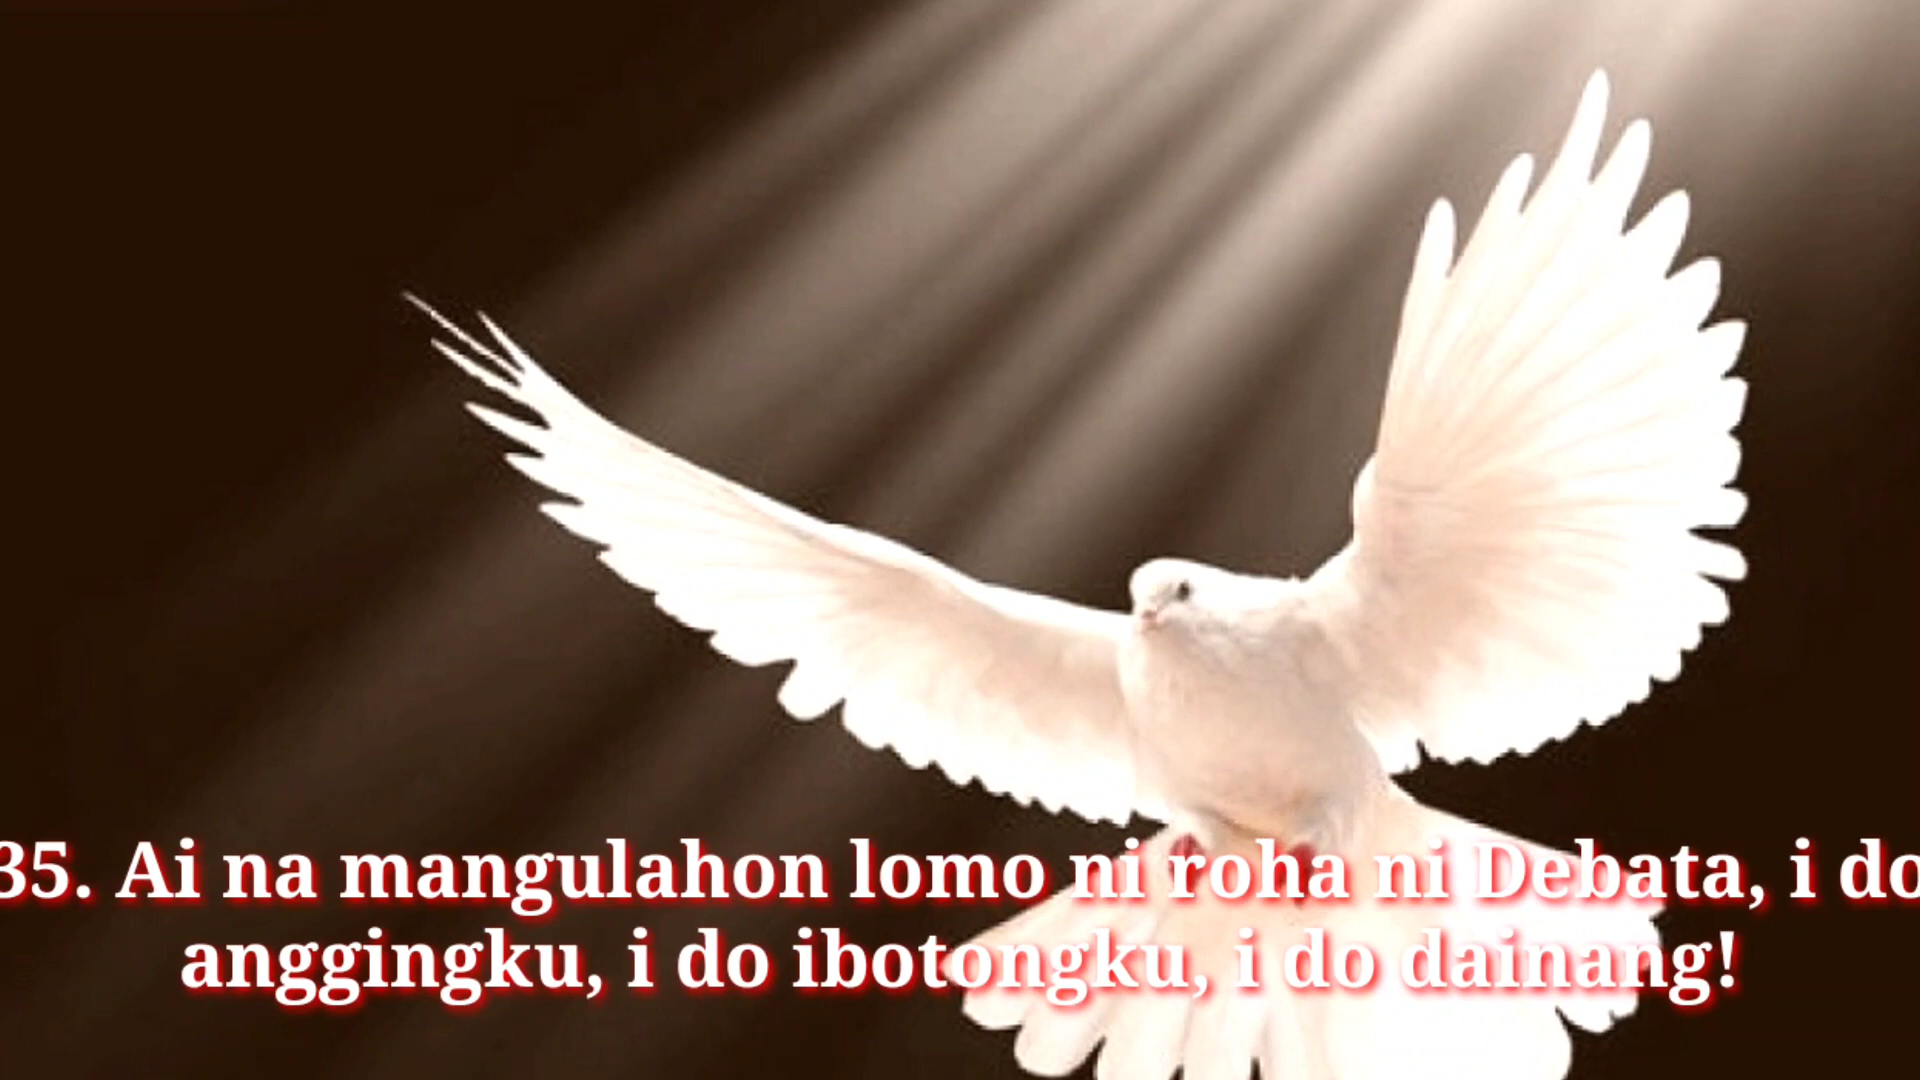 35. Ai na mangulahon lomo ni roha ni Debata, i do
anggingku, i do ibotongku, i do dainang!